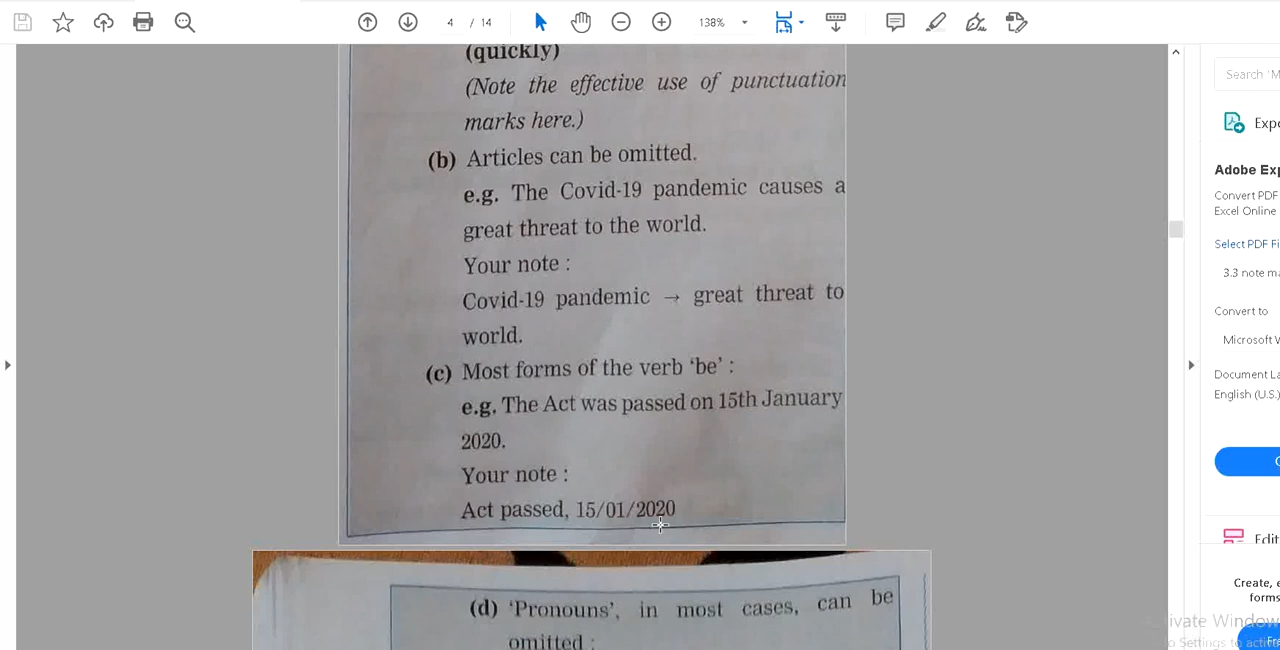 4 / 14
138%
Search 'M
(quickly)
(Note the effective use of punctuation
marks here.)
(b) Articles can be omitted.
e.g. The Covid-19 pandemic causes a
great threat to the world.
Your note :
Covid-19 pandemic → great threat to
world.
(c) Most forms of the verb ‘be’ :
e.g. The Act was passed on 15th January
2020.
Your note :
Act passed, 15/01/2020
(d) ‘Pronouns’, in most cases, can be
omitted :
Expo
Adobe Exp
Convert PDF
Excel Online
Select PDF Fi
3.3 note ma
Convert to
Microsoft W
Document La
English (U.S.)
C
Edit
Create, e
forms
Fre
ivate Window
o Settings to activa